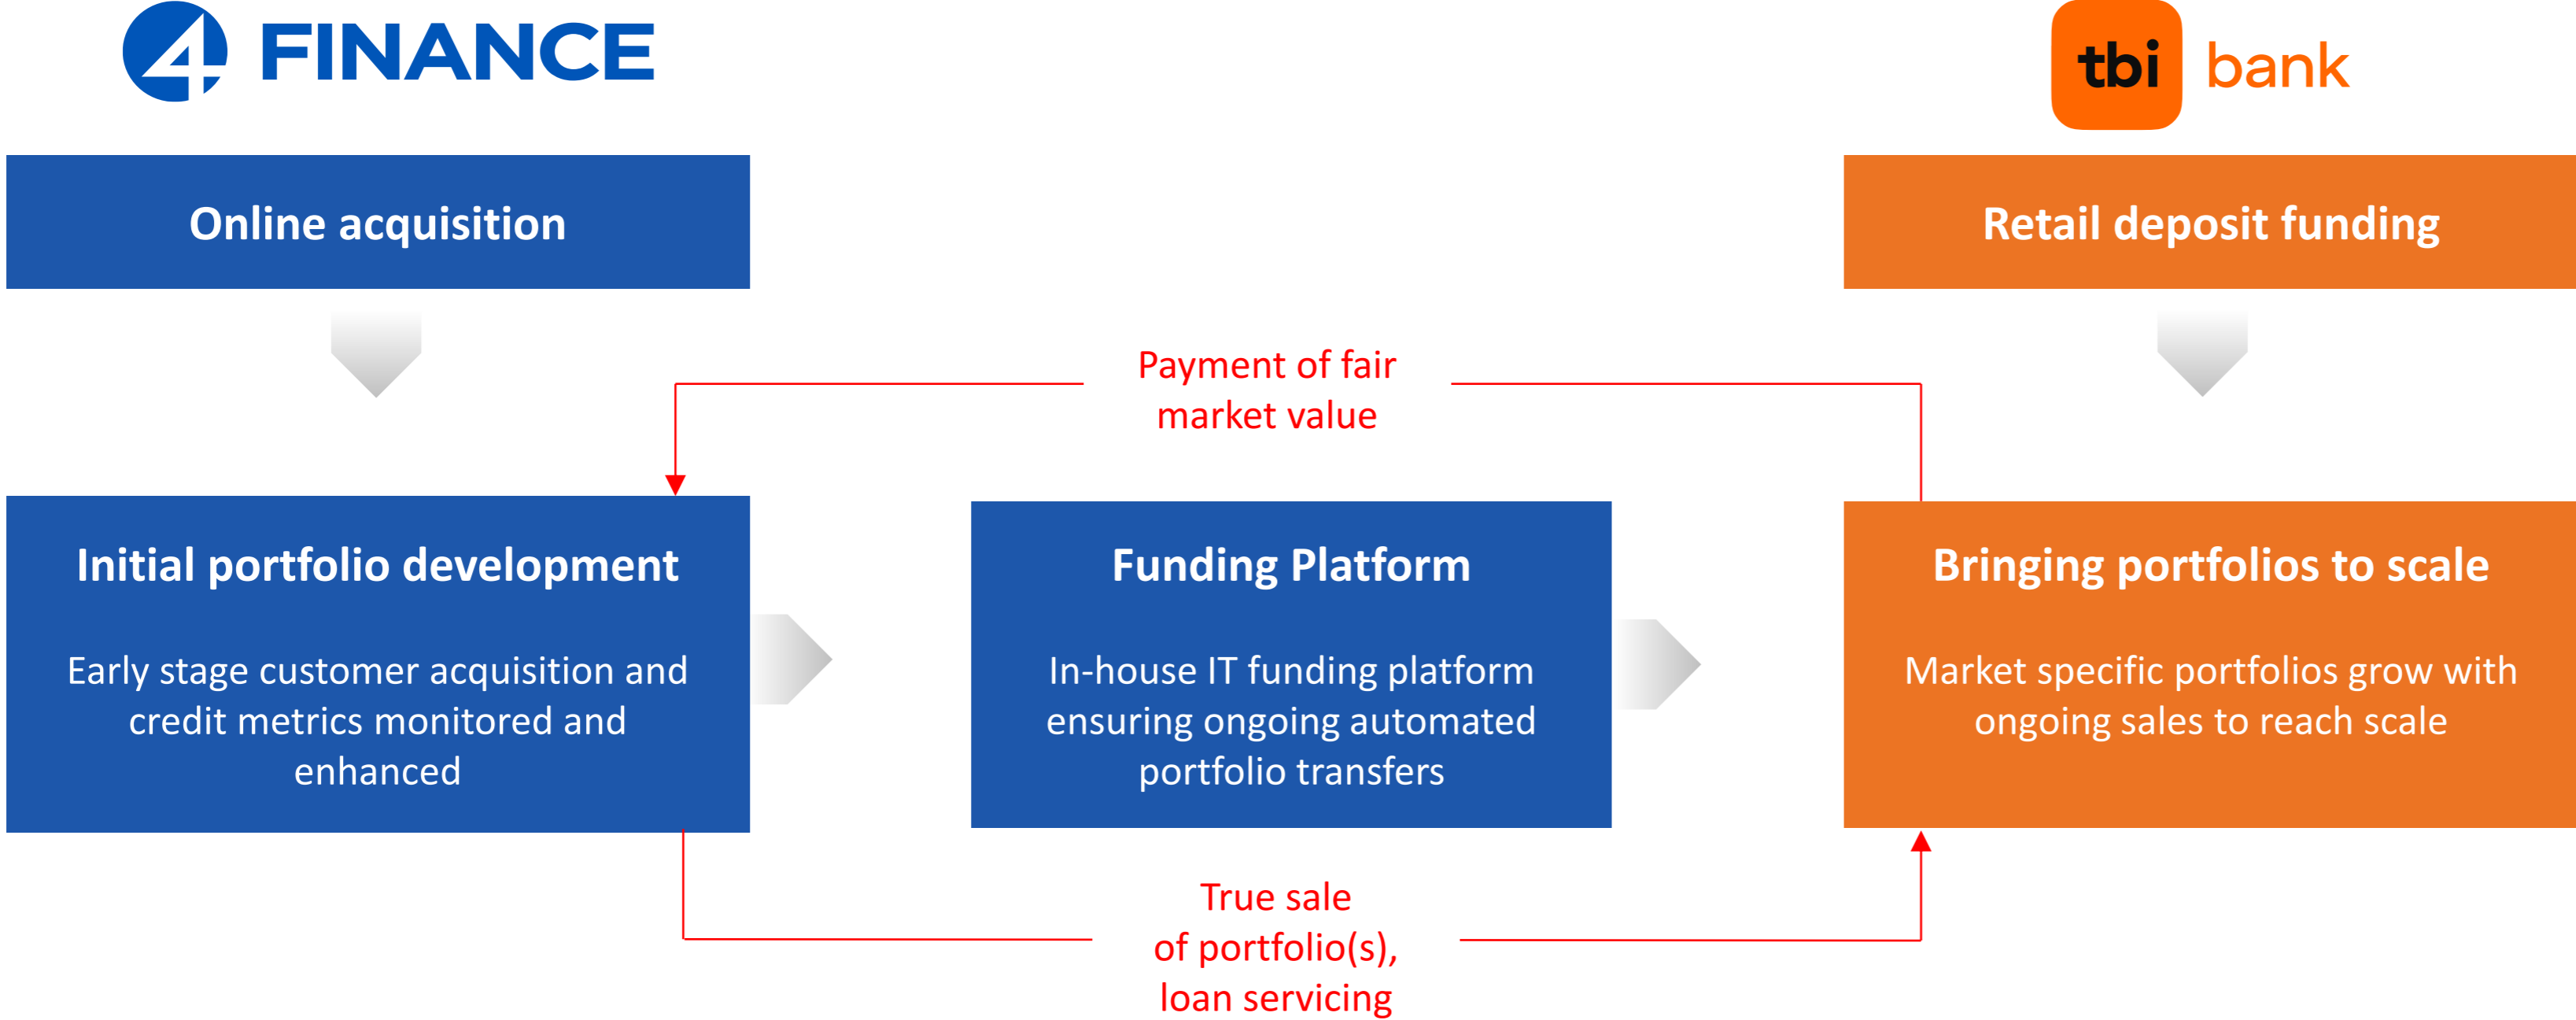 4 FINANCE
tbi bank
Online acquisition
Retail deposit funding
Payment of fair
market value
Initial portfolio development
Early stage customer acquisition and
credit metrics monitored and
enhanced
Funding Platform
In-house IT funding platform
ensuring ongoing automated
portfolio transfers
Bringing portfolios to scale
Market specific portfolios grow with
ongoing sales to reach scale
True sale
of portfolio(s),
loan servicing